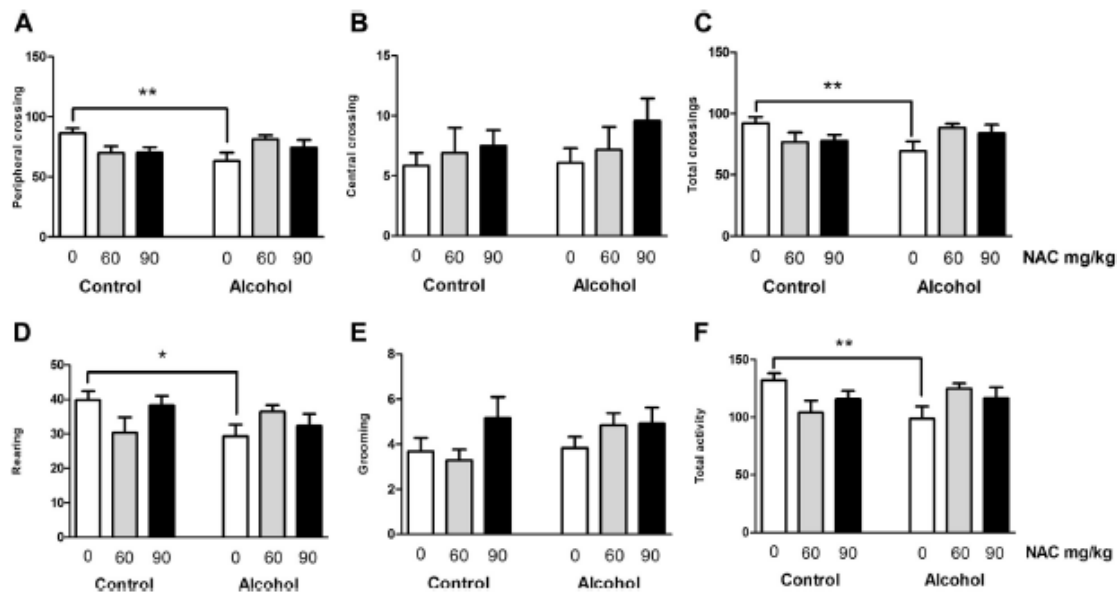 A
150
100
50
0
Peripheral crossing
**
0 60 90
0 60 90
Control
Alcohol
B
15
10
5
0
Central crossing
0 60 90
0 60 90
Control
Alcohol
C
150
100
50
0
Total crossings
**
0 60 90
0 60 90
NAC mg/kg
Control
Alcohol
D
50
40
30
20
10
0
Rearing
*
0 60 90
0 60 90
Control
Alcohol
E
8
6
4
2
0
Grooming
0 60 90
0 60 90
Control
Alcohol
F
150
100
50
0
Total activity
**
0 60 90
0 60 90
NAC mg/kg
Control
Alcohol